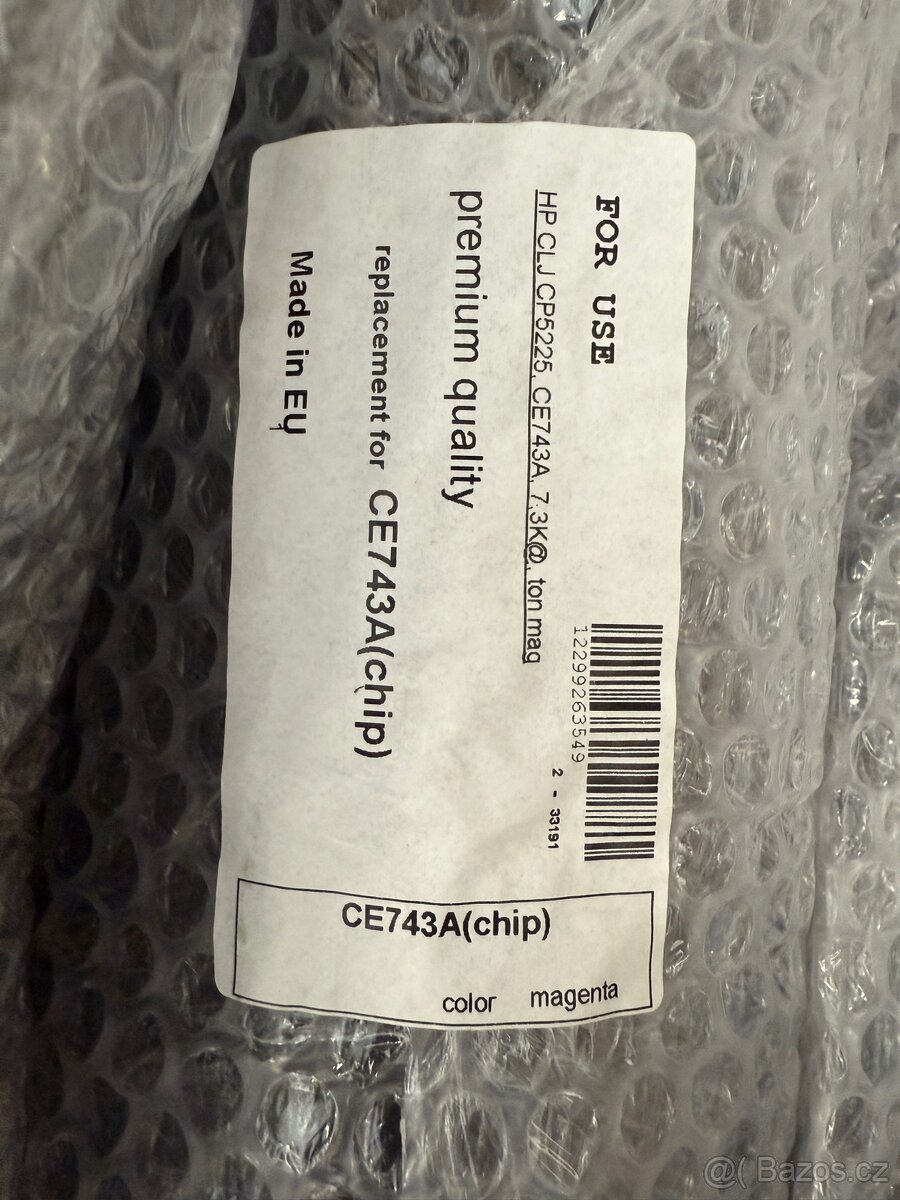 FOR USE
HP CLJ CP5225, CE743A, 7,3K@, ton mag
premium quality
replacement for CE743A(chip)
Made in EU
12299263549
2 - 33191
CE743A(chip)
color magenta
@( Bazos.cz